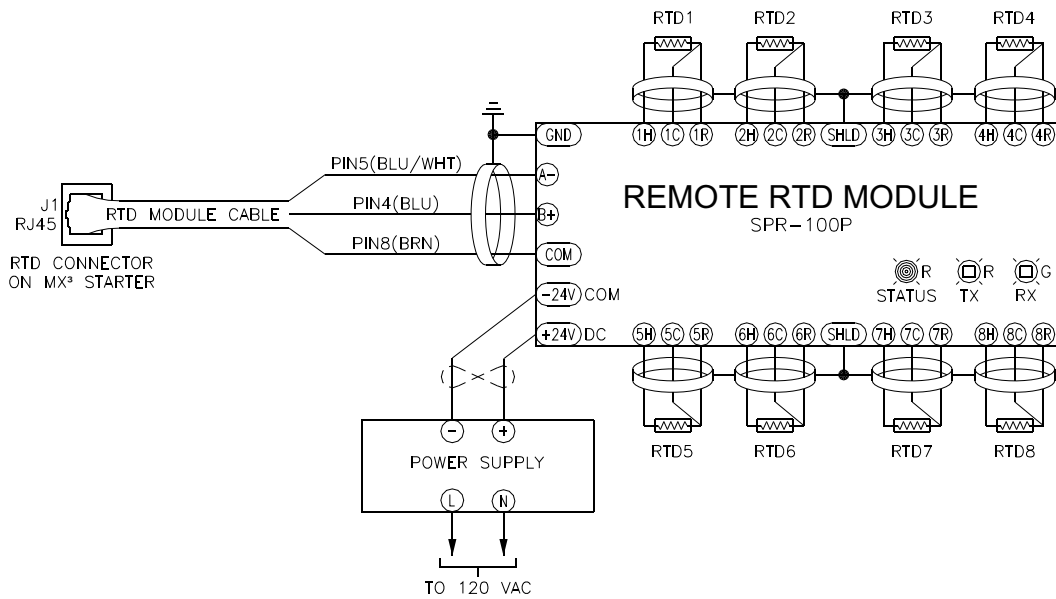 RTD1 RTD2 RTD3 RTD4
GND 1H 1C 1R 2H 2C 2R SHLD 3H 3C 3R 4H 4C 4R
PIN5(BLU/WHT) A-
J1
RJ45
RTD MODULE CABLE
PIN4(BLU) B+
PIN8(BRN) COM
RTD CONNECTOR
ON MX³ STARTER
REMOTE RTD MODULE
SPR-100P
R R G
STATUS TX RX
-24V COM
+24V DC 5H 5C 5R 6H 6C 6R SHLD 7H 7C 7R 8H 8C 8R
RTD5 RTD6 RTD7 RTD8
- +
POWER SUPPLY
L N
TO 120 VAC